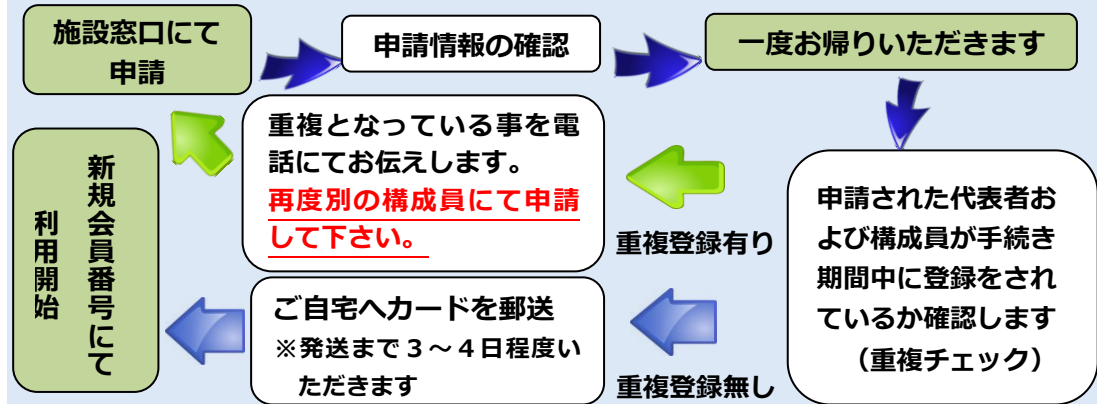 施設窓口にて
申請
申請情報の確認
一度お帰りいただきます
申請された代表者お
よび構成員が手続き
期間中に登録をされ
ているか確認します
（重複チェック）
重複登録有り
重複となっている事を電
話にてお伝えします。
再度別の構成員にて申請
して下さい。
重複登録無し
ご自宅へカードを郵送
※発送まで３～４日程度い
ただきます
新規会員番号にて
利用開始